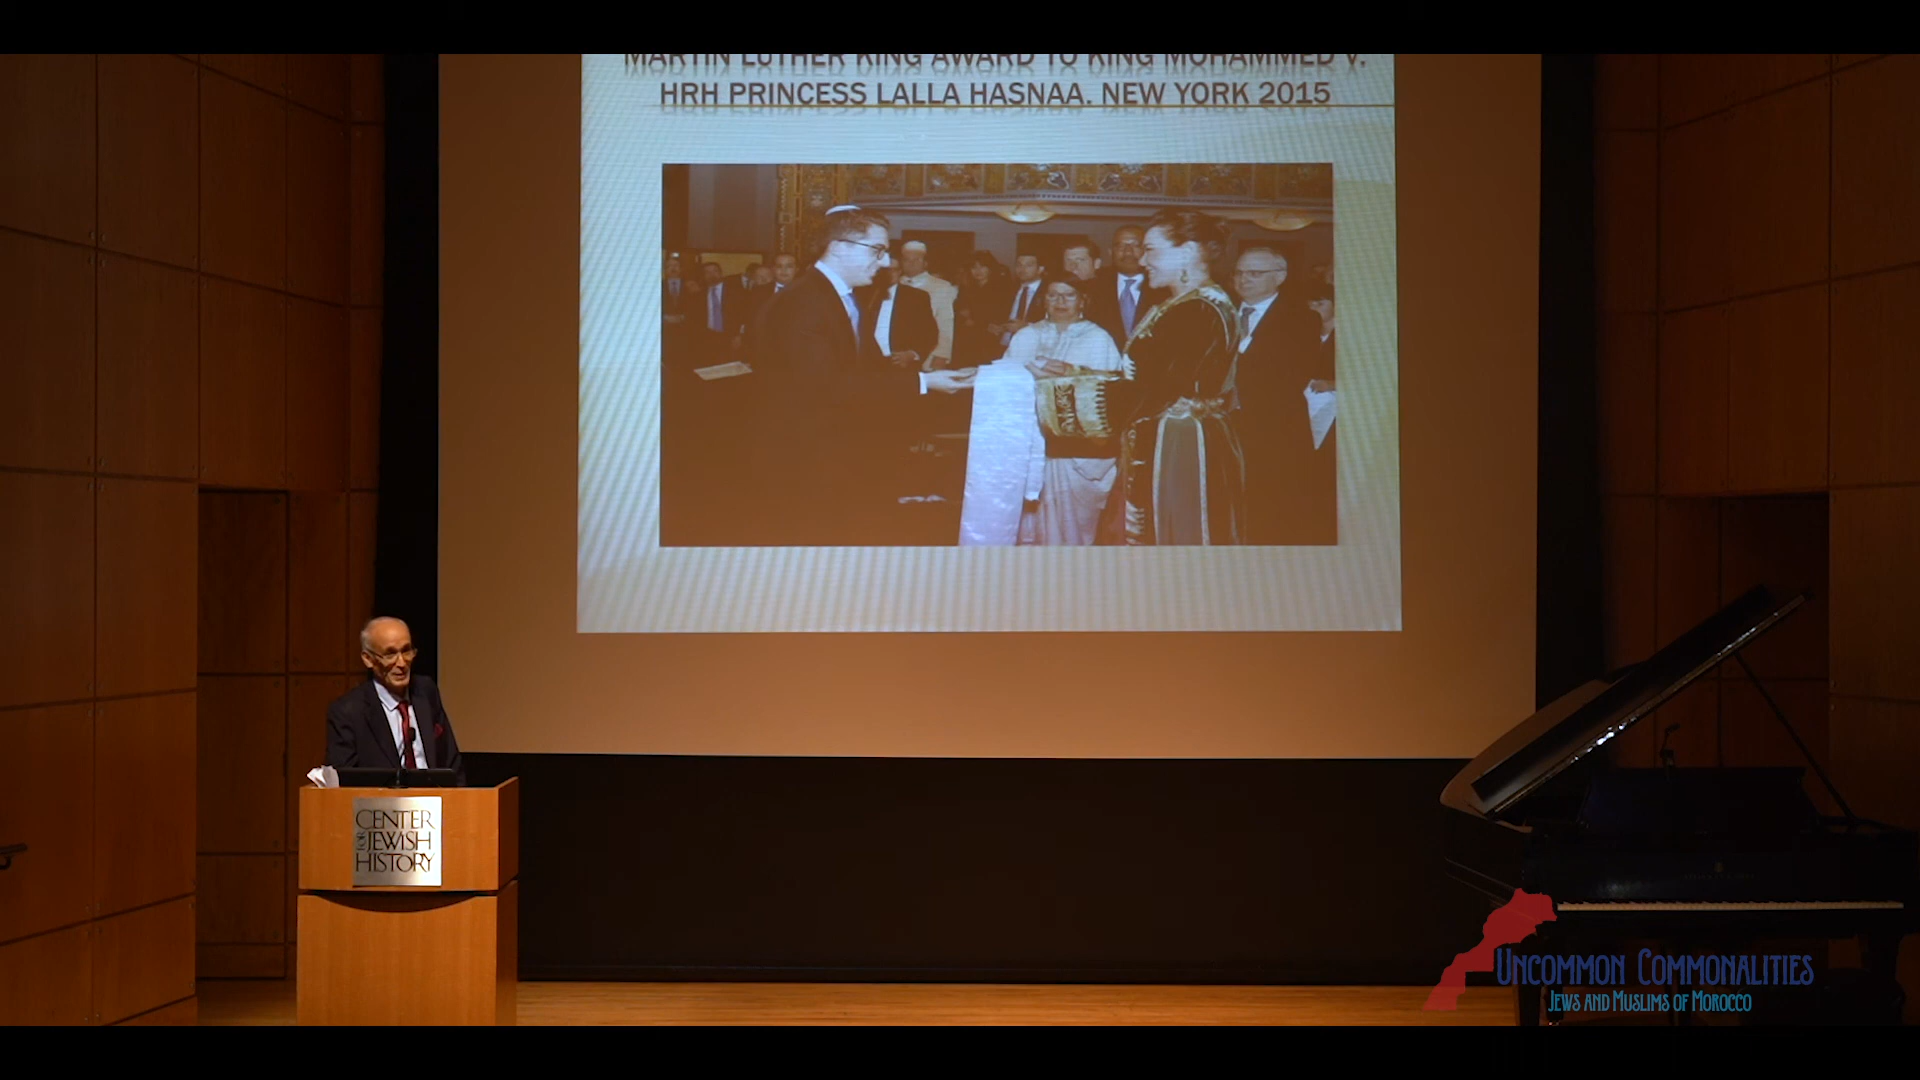 MARTIN LUTHER KING AWARD TO KING MOHAMMED V.
HRH PRINCESS LALLA HASNAA. NEW YORK 2015
CENTER
FOR JEWISH
HISTORY
UNCOMMON COMMONALITIES
JEWS AND MUSLIMS OF MOROCCO